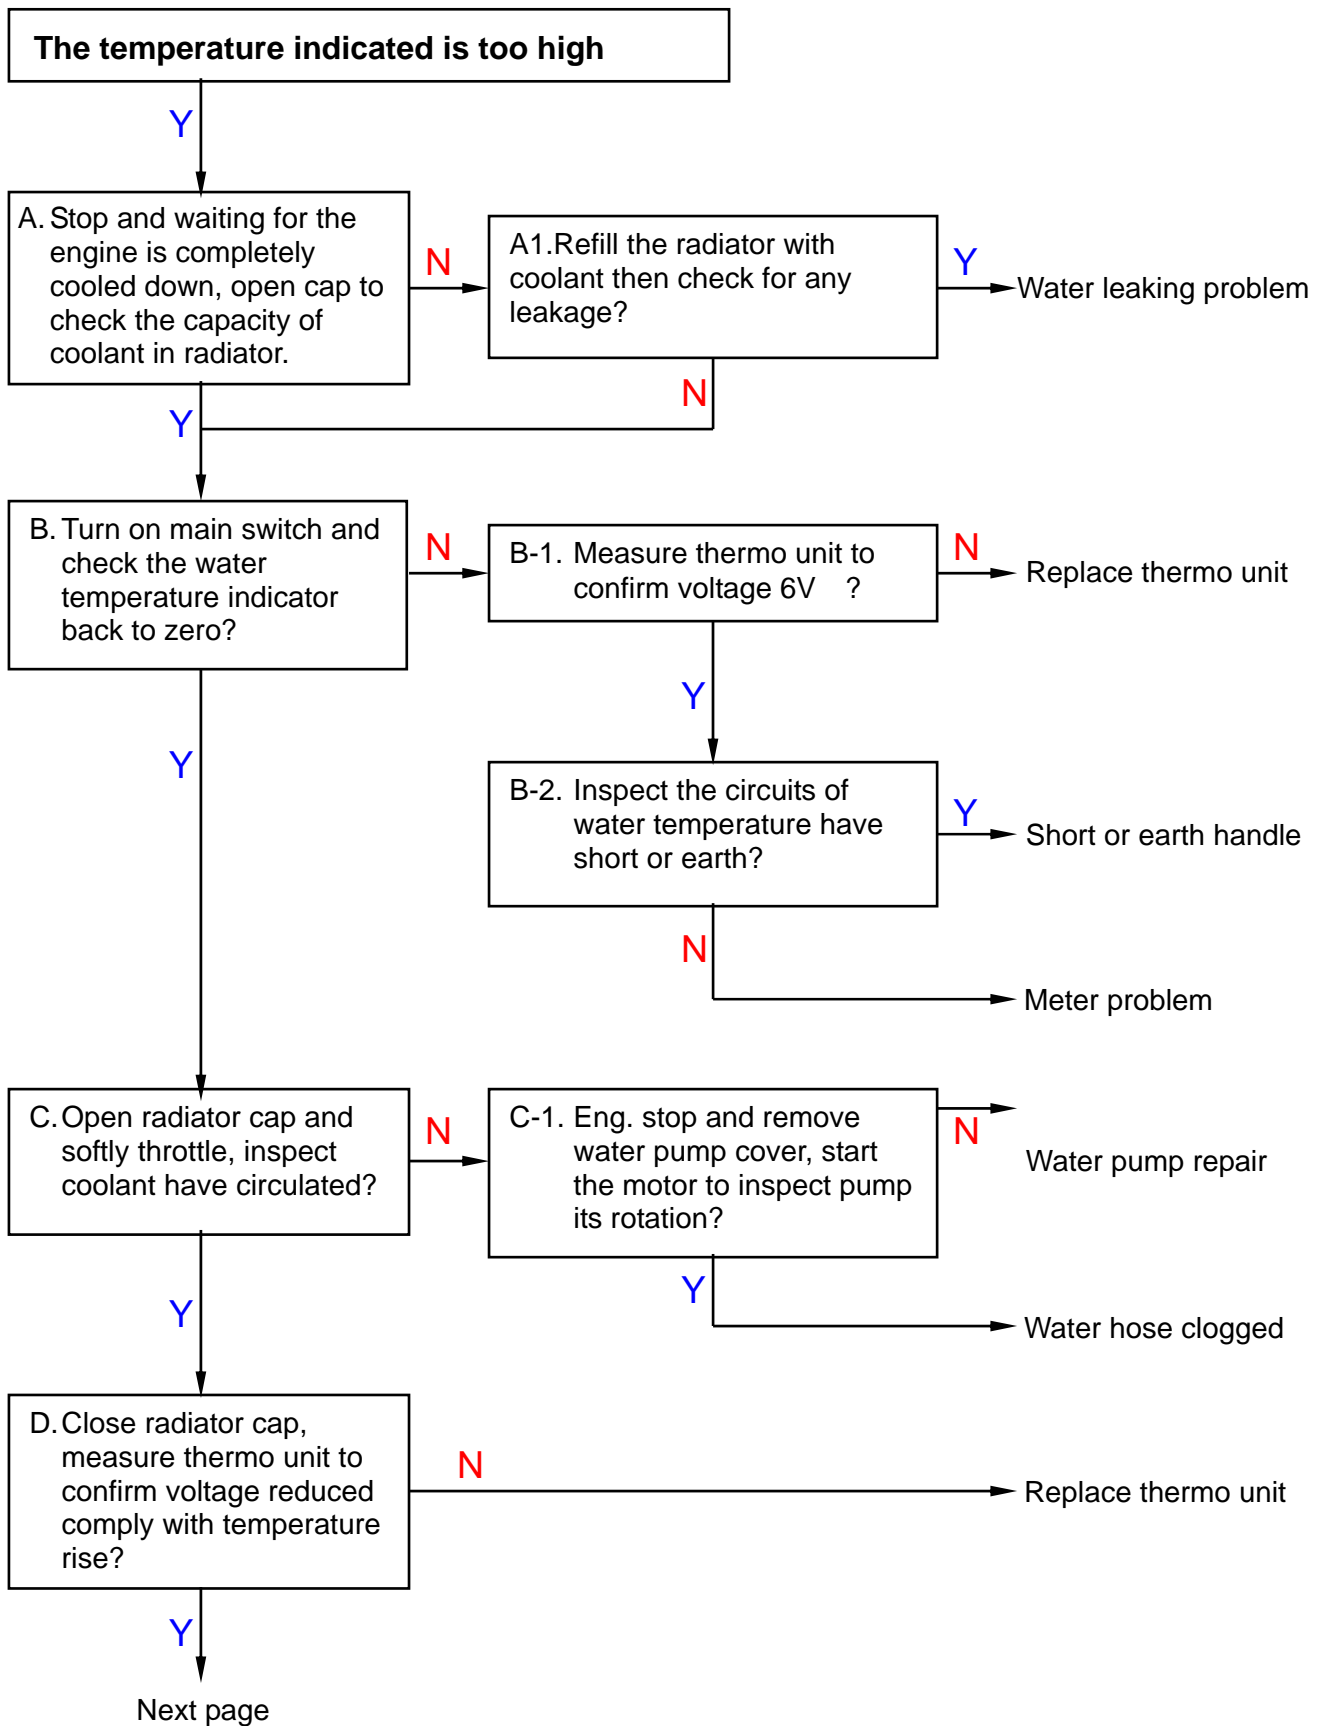 The temperature indicated is too high
Y
A. Stop and waiting for the
engine is completely
cooled down, open cap to
check the capacity of
coolant in radiator.
N
A1.Refill the radiator with
coolant then check for any
leakage?
Y
Water leaking problem
N
Y
B. Turn on main switch and
check the water
temperature indicator
back to zero?
N
B-1. Measure thermo unit to
confirm voltage 6V ?
N
Replace thermo unit
Y
Y
B-2. Inspect the circuits of
water temperature have
short or earth?
Y
Short or earth handle
N
Meter problem
C. Open radiator cap and
softly throttle, inspect
coolant have circulated?
N
C-1. Eng. stop and remove
water pump cover, start
the motor to inspect pump
its rotation?
N
Water pump repair
Y
Water hose clogged
Y
D. Close radiator cap,
measure thermo unit to
confirm voltage reduced
comply with temperature
rise?
N
Replace thermo unit
Y
Next page